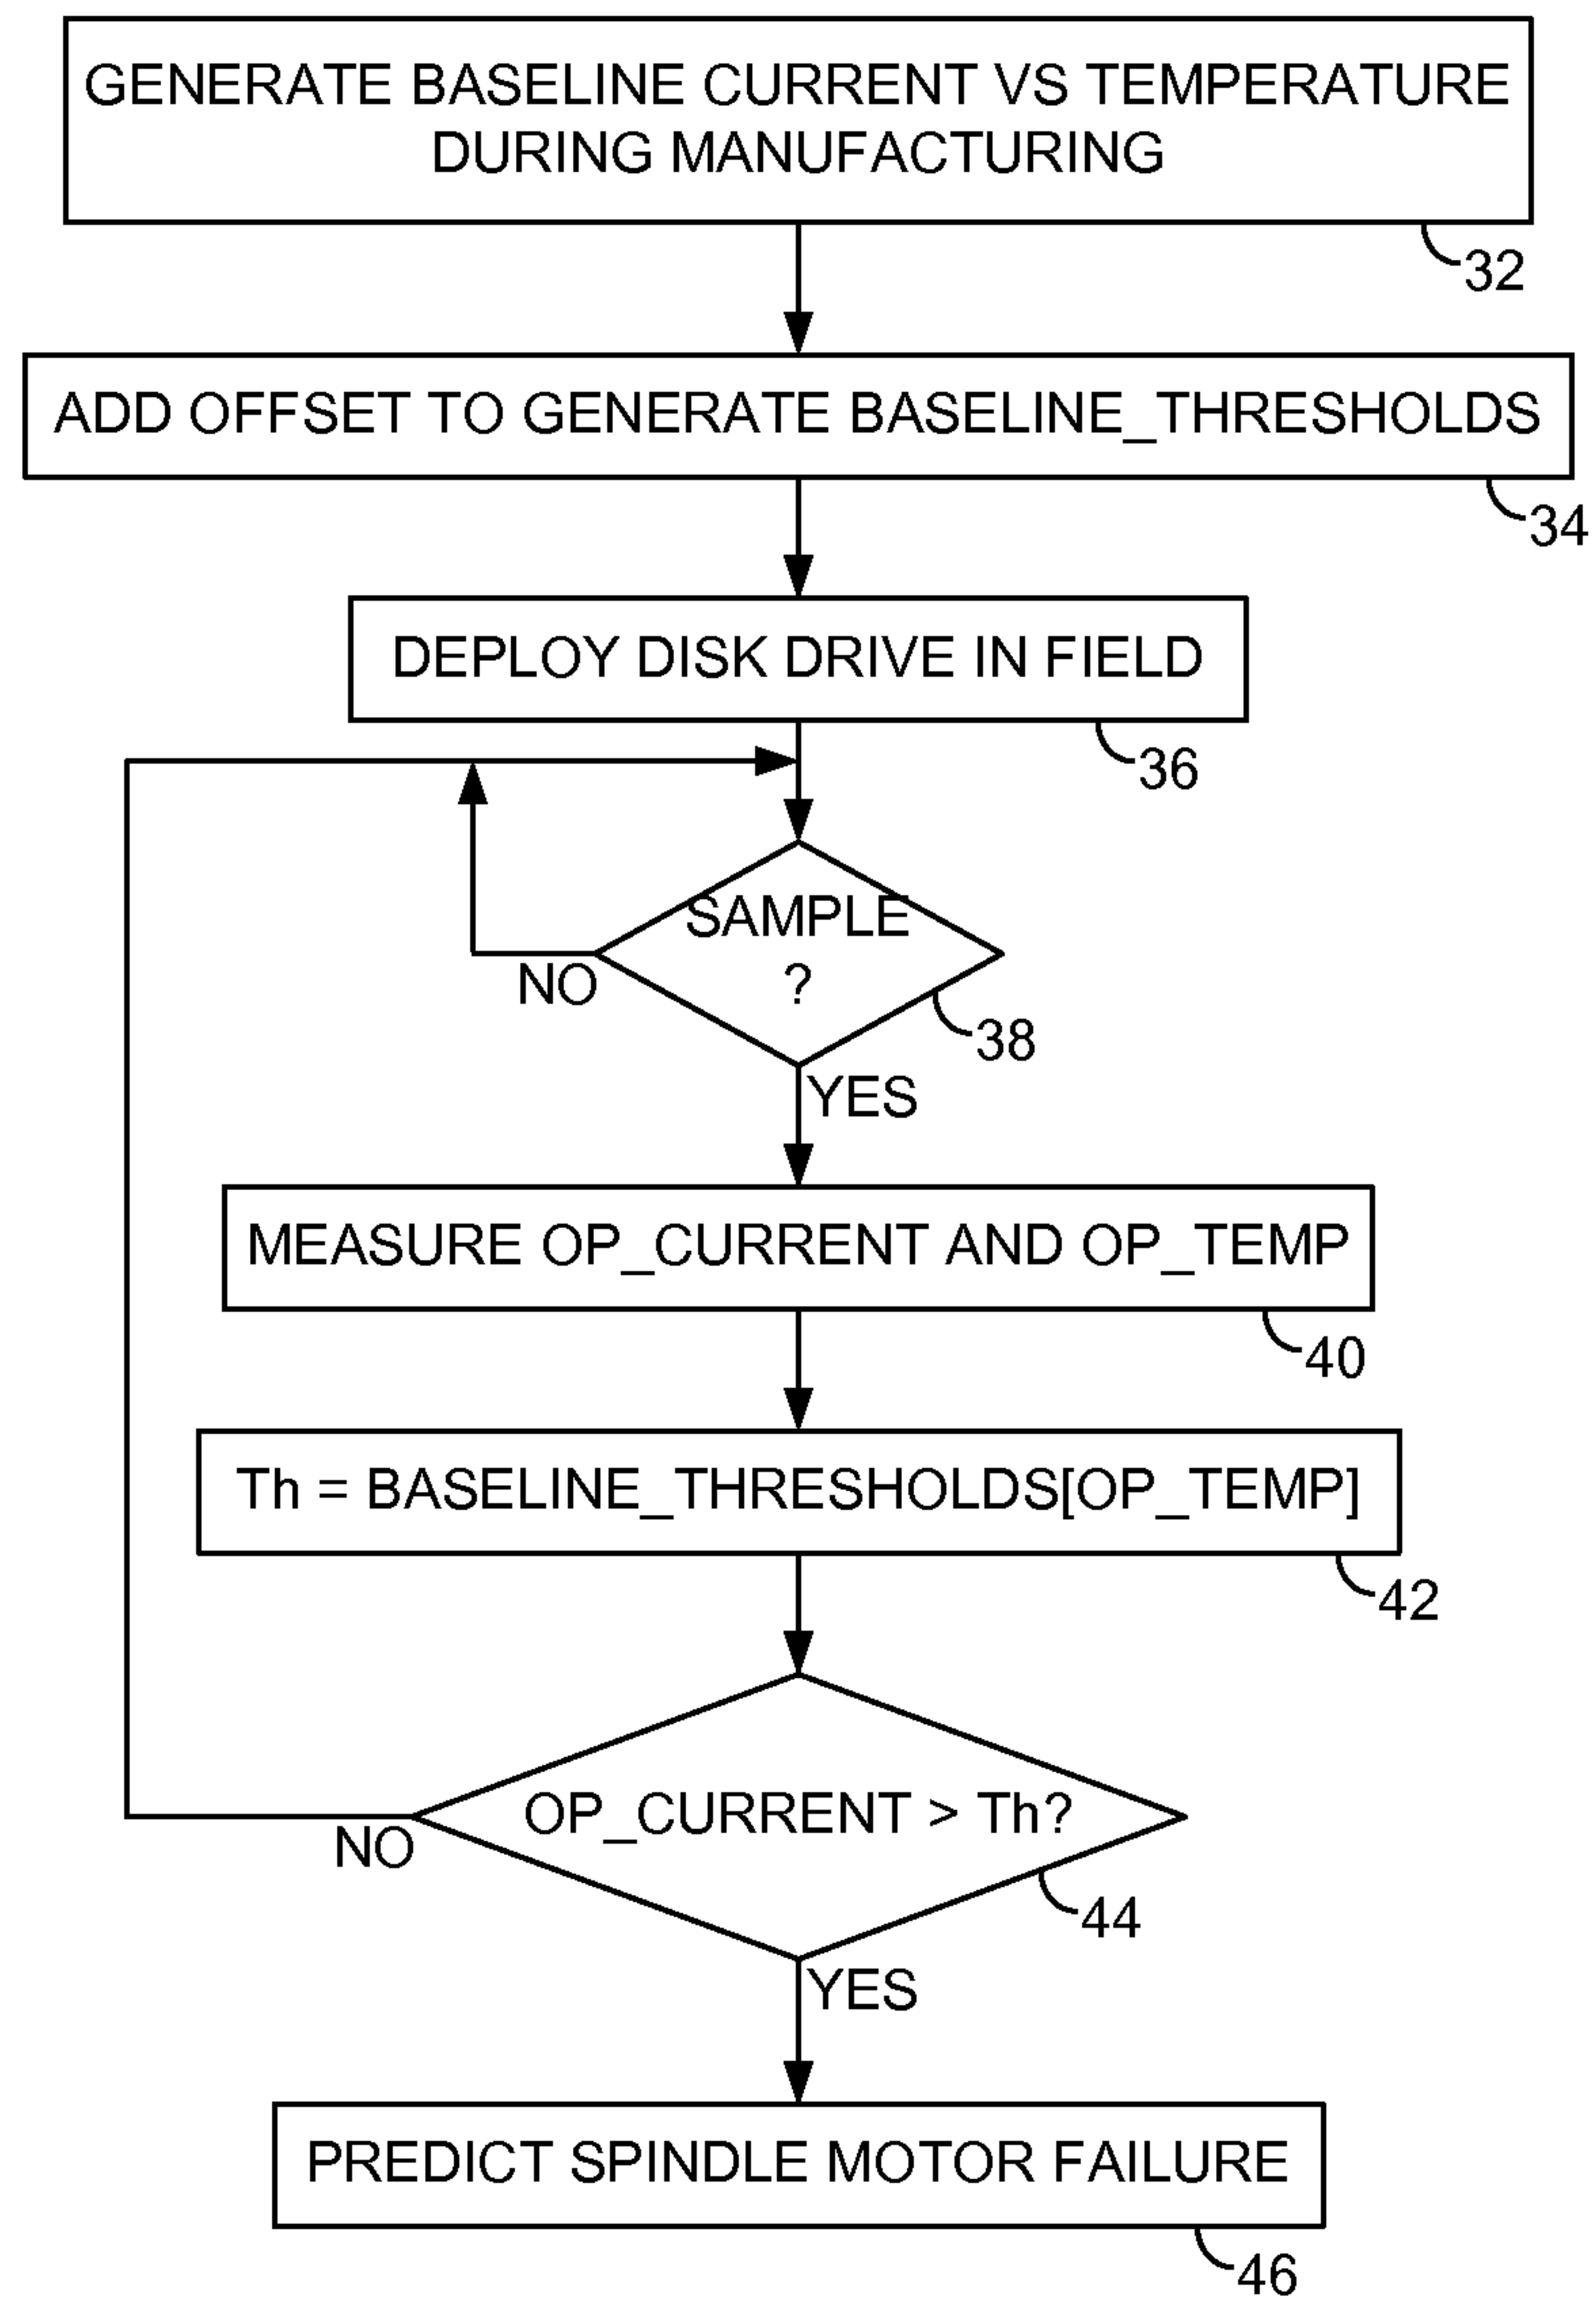 GENERATE BASELINE CURRENT VS TEMPERATURE
DURING MANUFACTURING
32
ADD OFFSET TO GENERATE BASELINE_THRESHOLDS
34
DEPLOY DISK DRIVE IN FIELD
36
SAMPLE
?
NO
38
YES
MEASURE OP_CURRENT AND OP_TEMP
40
Th = BASELINE_THRESHOLDS[OP_TEMP]
42
OP_CURRENT > Th?
NO
44
YES
PREDICT SPINDLE MOTOR FAILURE
46